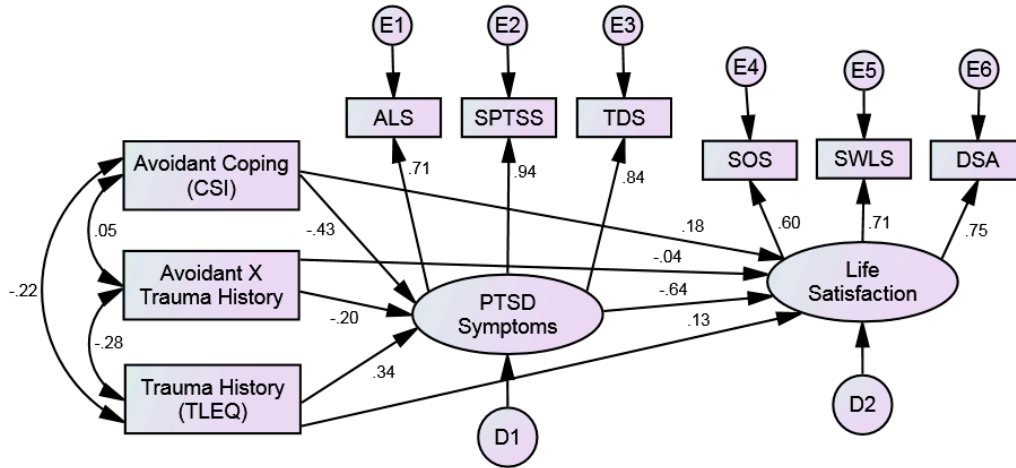 E1
E2
E3
E4
E5
E6
ALS
SPTSS
TDS
SOS
SWLS
DSA
Avoidant Coping
(CSI)
.71
.94
.84
.60
.71
.75
-.43
.18
.05
Avoidant X
Trauma History
-.04
-.22
PTSD
Symptoms
Life
Satisfaction
-.20
-.64
-.28
.13
.34
Trauma History
(TLEQ)
D1
D2